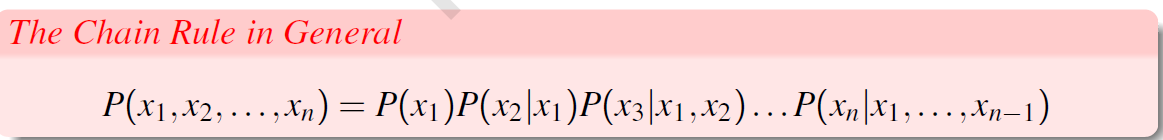 The Chain Rule in General
P(x₁,x₂,...,xₙ) = P(x₁)P(x₂|x₁)P(x₃|x₁,x₂)...P(xₙ|x₁,...,xₙ₋₁)